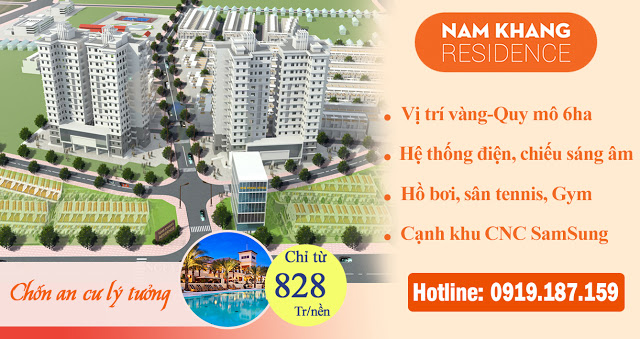 NAM KHANG
RESIDENCE
Vị trí vàng-Quy mô 6ha
Hệ thống điện, chiếu sáng âm
Hồ bơi, sân tennis, Gym
Cạnh khu CNC SamSung
Hotline: 0919.187.159
Chốn an cư lý tưởng
Chỉ từ
828
Tr/nền